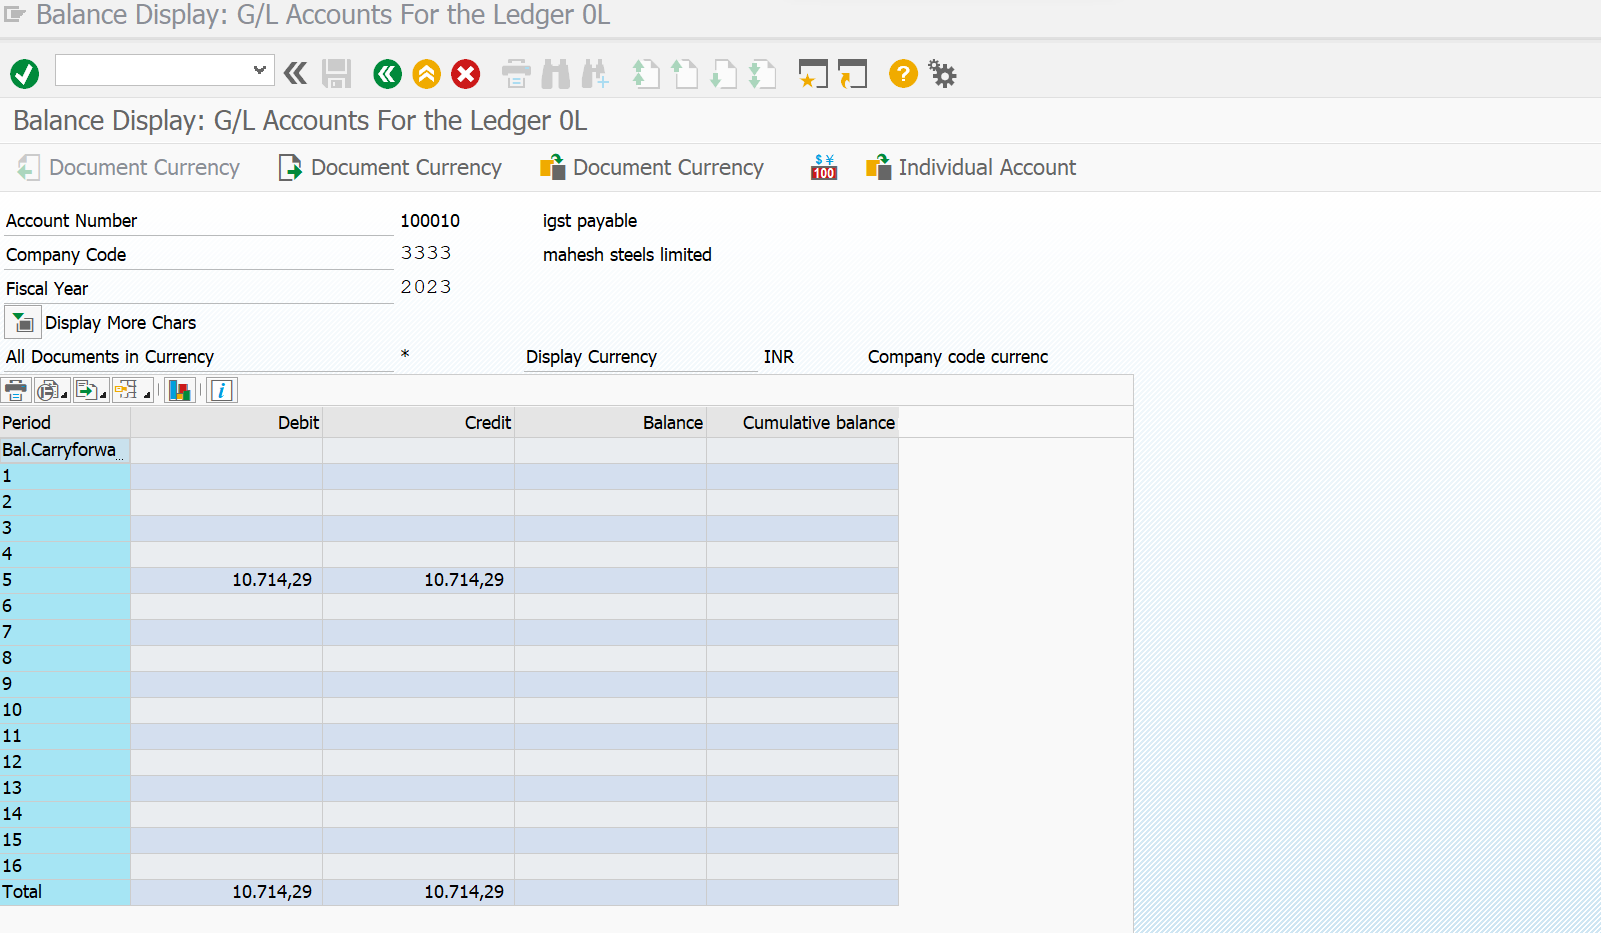 Balance Display: G/L Accounts For the Ledger 0L
Balance Display: G/L Accounts For the Ledger 0L
Document Currency Document Currency Document Currency $ ¥ 100 Individual Account
Account Number 100010 igst payable
Company Code 3333 mahesh steels limited
Fiscal Year 2023
Display More Chars
All Documents in Currency * Display Currency INR Company code currenc
Period Debit Credit Balance Cumulative balance
Bal.Carryforwa...
1
2
3
4
5 10.714,29 10.714,29
6
7
8
9
10
11
12
13
14
15
16
Total 10.714,29 10.714,29